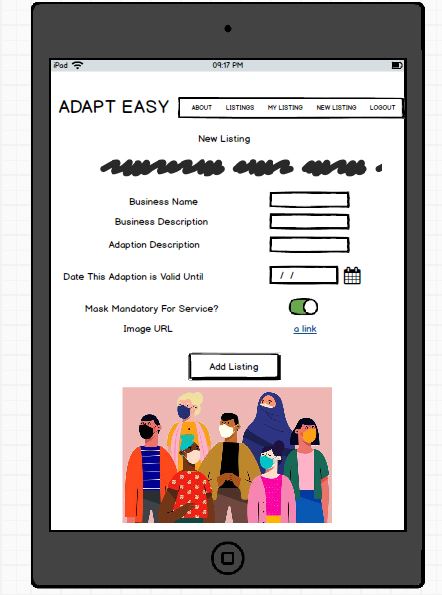 iPad 09:17 PM
ADAPT EASY ABOUT LISTINGS MY LISTING NEW LISTING LOGOUT
New Listing
Business Name
Business Description
Adaption Description
Date This Adaption is Valid Until / /
Mask Mandatory For Service?
Image URL a link
Add Listing